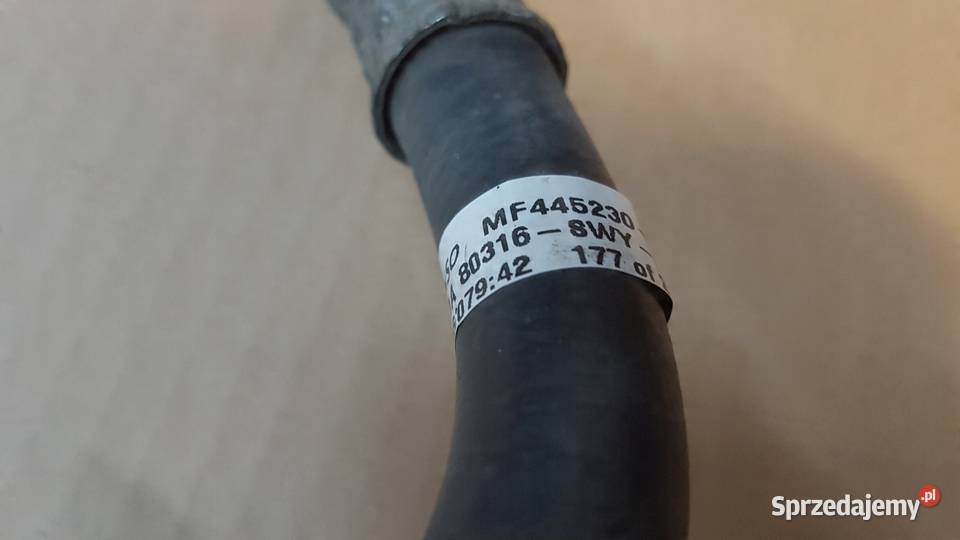 MF445230
80316-SWY-
079:42 177 of
Sprzedajemy.pl